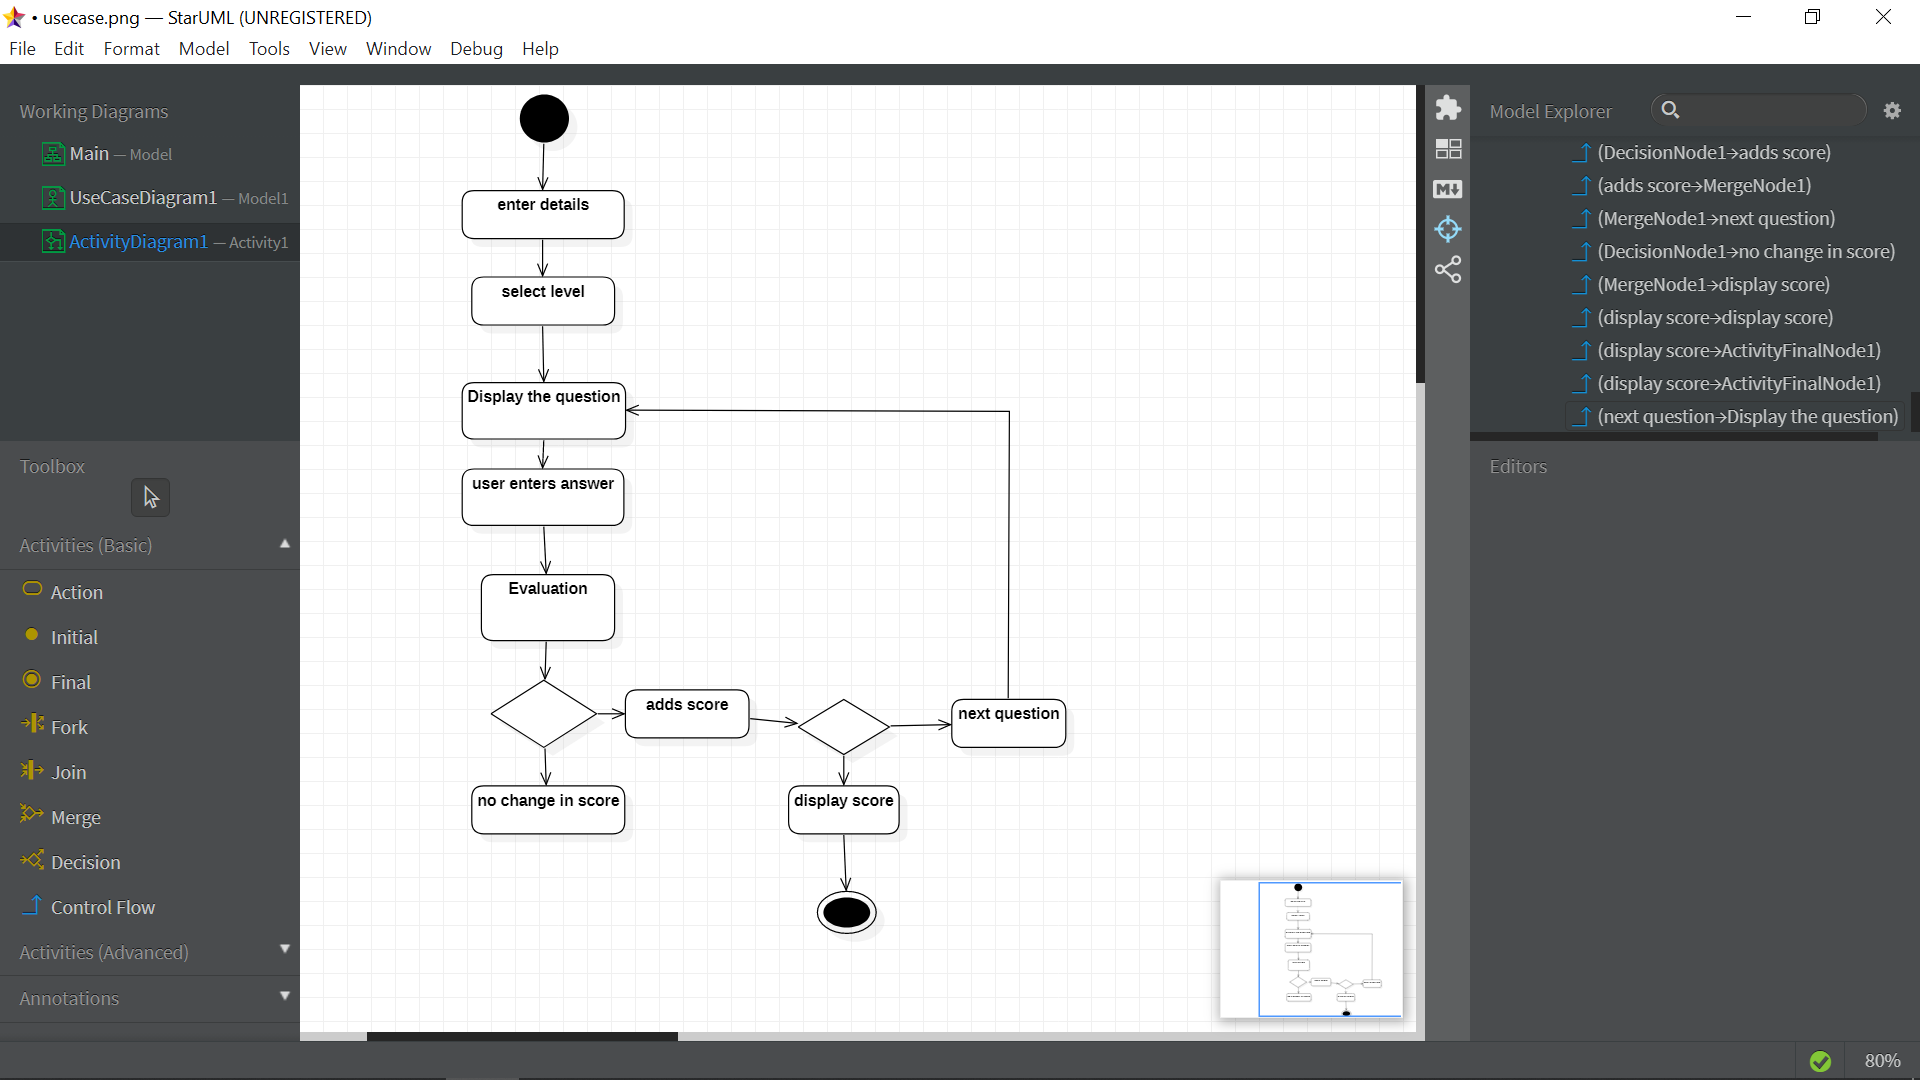 • usecase.png — StarUML (UNREGISTERED)
File Edit Format Model Tools View Window Debug Help
Working Diagrams
Main — Model
UseCaseDiagram1 — Model1
ActivityDiagram1 — Activity1
Toolbox
Activities (Basic)
Action
Initial
Final
Fork
Join
Merge
Decision
Control Flow
Activities (Advanced)
Annotations
enter details
select level
Display the question
user enters answer
Evaluation
adds score
next question
no change in score
display score
M
Model Explorer
(DecisionNode1→adds score)
(adds score→MergeNode1)
(MergeNode1→next question)
(DecisionNode1→no change in score)
(MergeNode1→display score)
(display score→display score)
(display score→ActivityFinalNode1)
(display score→ActivityFinalNode1)
(next question→Display the question)
Editors
80%